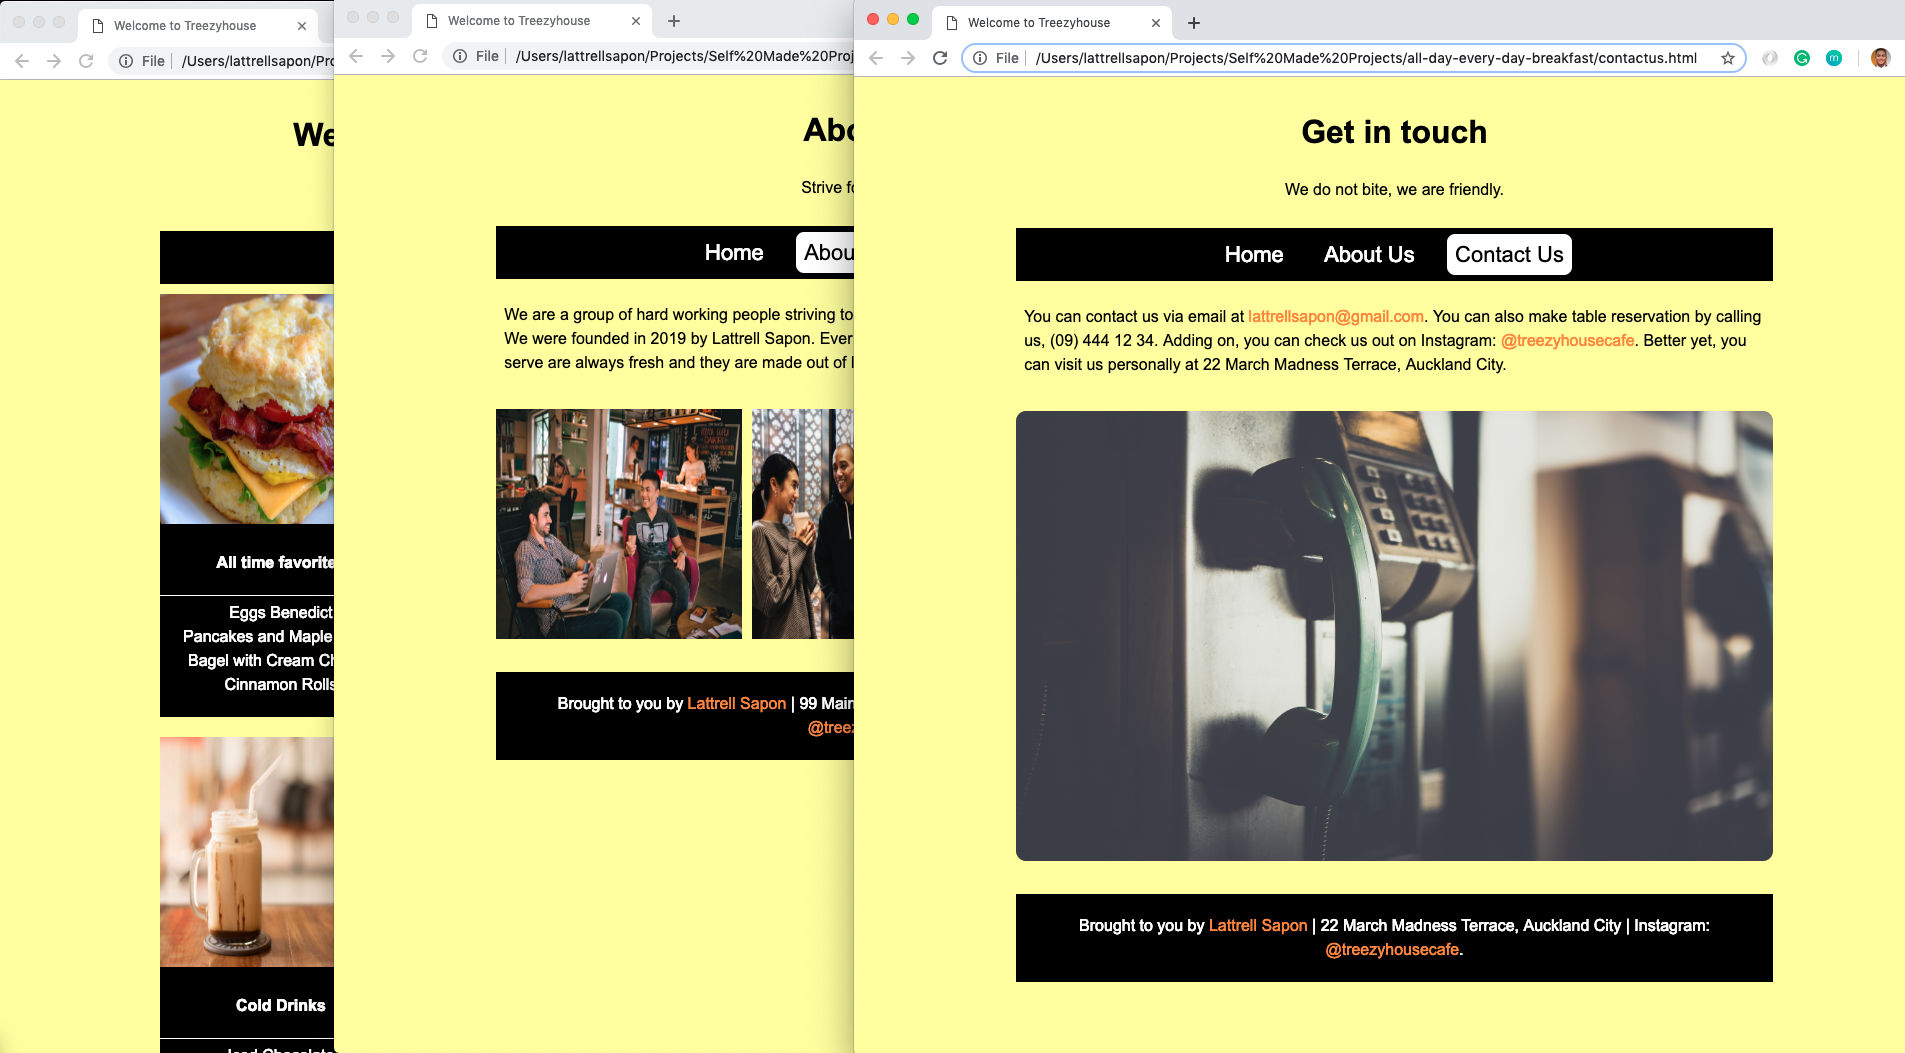 Welcome to Treezyhouse
File
/Users/lattrellsapon/Pro
We
All time favorite
Eggs Benedict
Pancakes and Maple
Bagel with Cream Ch
Cinnamon Rolls
Cold Drinks
Iced Chocolate
Welcome to Treezyhouse
File
/Users/lattrellsapon/Projects/Self%20Made%20Proj
Abo
Strive fo
Home
Abou
We are a group of hard working people striving to
We were founded in 2019 by Lattrell Sapon. Ever
serve are always fresh and they are made out of l
Brought to you by Lattrell Sapon | 99 Main
@treez
Welcome to Treezyhouse
File
/Users/lattrellsapon/Projects/Self%20Made%20Projects/all-day-every-day-breakfast/contactus.html
Get in touch
We do not bite, we are friendly.
Home
About Us
Contact Us
You can contact us via email at lattrellsapon@gmail.com. You can also make table reservation by calling
us, (09) 444 12 34. Adding on, you can check us out on Instagram: @treezyhousecafe. Better yet, you
can visit us personally at 22 March Madness Terrace, Auckland City.
Brought to you by Lattrell Sapon | 22 March Madness Terrace, Auckland City | Instagram:
@treezyhousecafe.